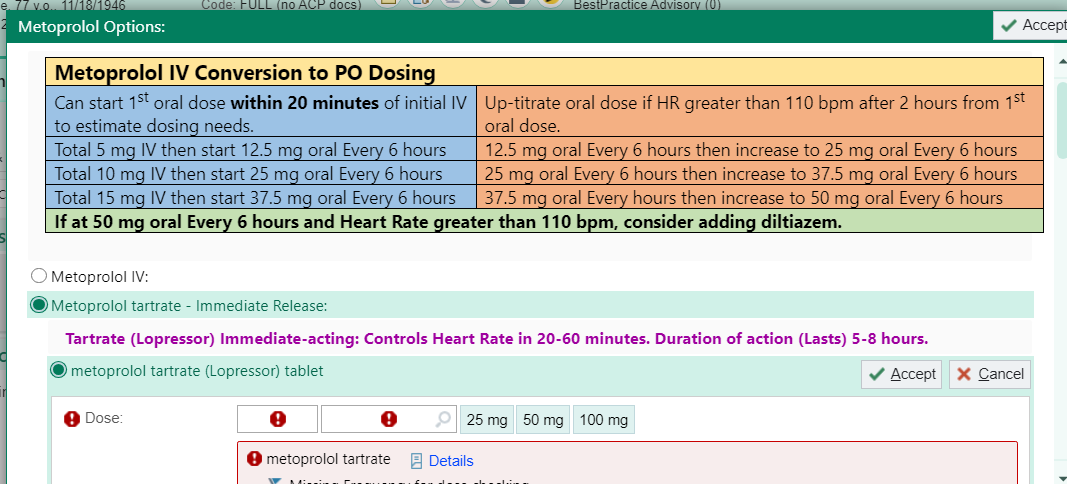 e, 77 y.o., 11/18/1946 Code: FULL (no ACP docs) BestPractice Advisory (0)
Metoprolol Options: Accept
Metoprolol IV Conversion to PO Dosing
Can start 1st oral dose within 20 minutes of initial IV
to estimate dosing needs.
Up-titrate oral dose if HR greater than 110 bpm after 2 hours from 1st
oral dose.
Total 5 mg IV then start 12.5 mg oral Every 6 hours
12.5 mg oral Every 6 hours then increase to 25 mg oral Every 6 hours
Total 10 mg IV then start 25 mg oral Every 6 hours
25 mg oral Every 6 hours then increase to 37.5 mg oral Every 6 hours
Total 15 mg IV then start 37.5 mg oral Every 6 hours
37.5 mg oral Every hours then increase to 50 mg oral Every 6 hours
If at 50 mg oral Every 6 hours and Heart Rate greater than 110 bpm, consider adding diltiazem.
Metoprolol IV:
Metoprolol tartrate - Immediate Release:
Tartrate (Lopressor) Immediate-acting: Controls Heart Rate in 20-60 minutes. Duration of action (Lasts) 5-8 hours.
metoprolol tartrate (Lopressor) tablet Accept Cancel
Dose: 25 mg 50 mg 100 mg
metoprolol tartrate Details
Missing Frequency for dose checking